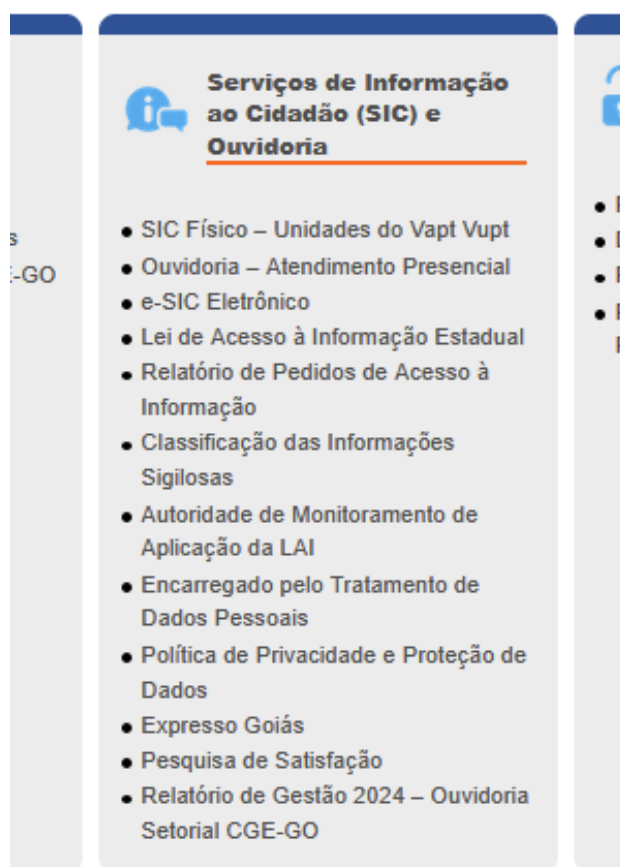 Serviços de Informação
ao Cidadão (SIC) e
Ouvidoria
s
-GO
SIC Físico – Unidades do Vapt Vupt
Ouvidoria – Atendimento Presencial
e-SIC Eletrônico
Lei de Acesso à Informação Estadual
Relatório de Pedidos de Acesso à
Informação
Classificação das Informações
Sigilosas
Autoridade de Monitoramento de
Aplicação da LAI
Encarregado pelo Tratamento de
Dados Pessoais
Política de Privacidade e Proteção de
Dados
Expresso Goiás
Pesquisa de Satisfação
Relatório de Gestão 2024 – Ouvidoria
Setorial CGE-GO